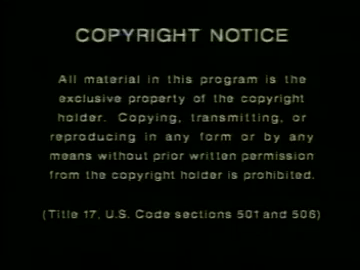 COPYRIGHT NOTICE
All material in this program is the
exclusive property of the copyright
holder. Copying, transmitting, or
reproducing in any form or by any
means without prior written permission
from the copyright holder is prohibited.
(Title 17, U.S. Code sections 501 and 506)